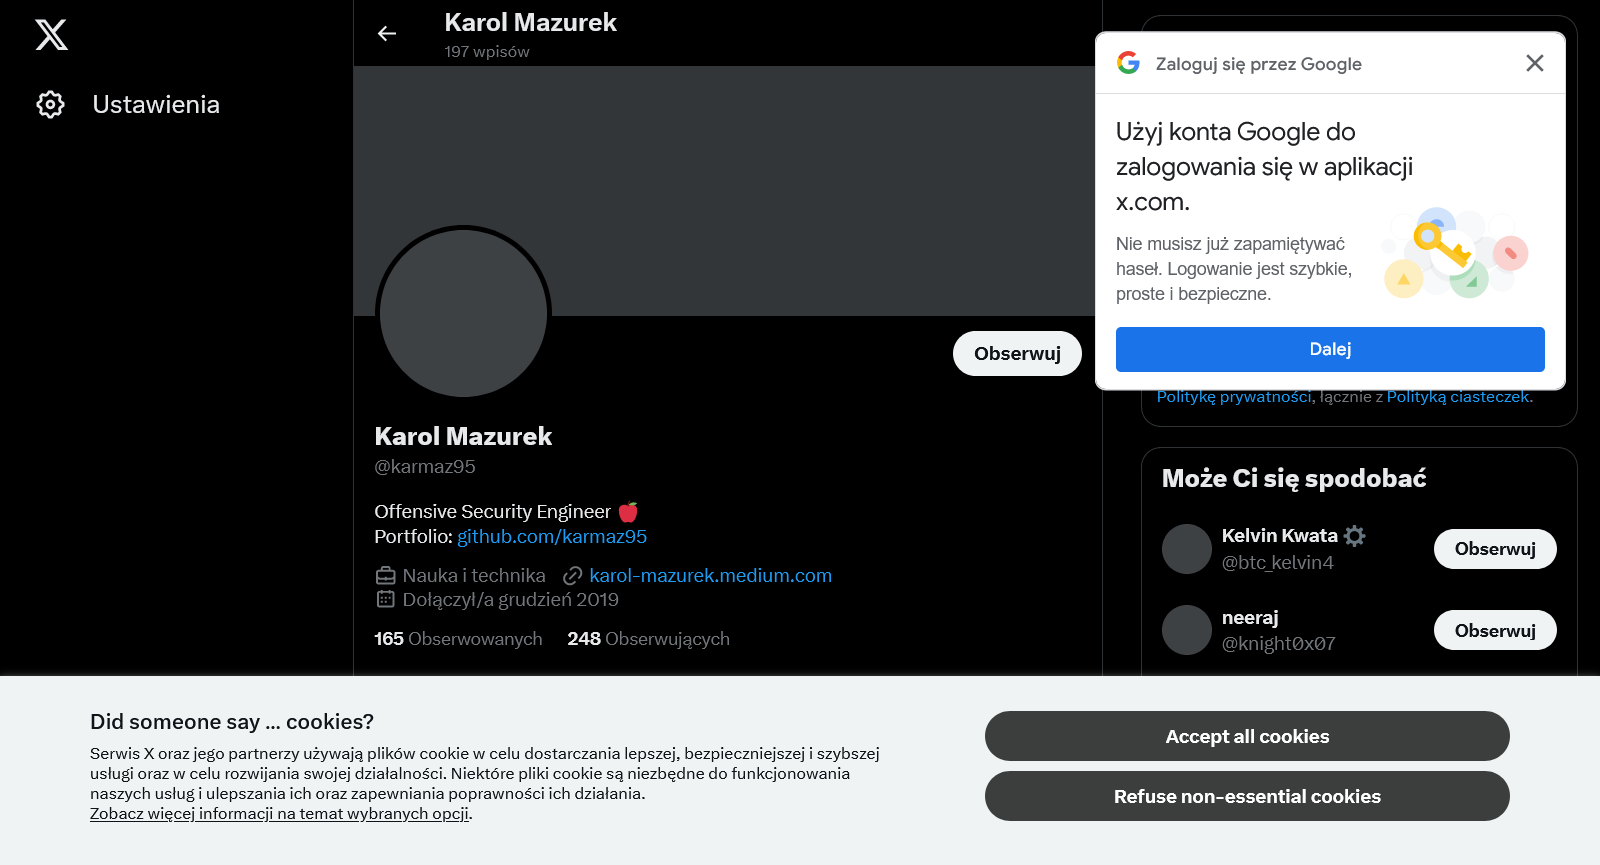 Ustawienia
Karol Mazurek
197 wpisów
Obserwuj
Karol Mazurek
@karmaz95
Offensive Security Engineer
Portfolio: github.com/karmaz95
Nauka i technika karol-mazurek.medium.com
Dołączył/a grudzień 2019
165 Obserwowanych 248 Obserwujących
Zaloguj się przez Google
Użyj konta Google do
zalogowania się w aplikacji
x.com.
Nie musisz już zapamiętywać
haseł. Logowanie jest szybkie,
proste i bezpieczne.
Dalej
Politykę prywatności, łącznie z Polityką ciasteczek.
Może Ci się spodobać
Kelvin Kwata
@btc_kelvin4
Obserwuj
neeraj
@knight0x07
Obserwuj
Did someone say … cookies?
Serwis X oraz jego partnerzy używają plików cookie w celu dostarczania lepszej, bezpieczniejszej i szybszej
usługi oraz w celu rozwijania swojej działalności. Niektóre pliki cookie są niezbędne do funkcjonowania
naszych usług i ulepszania ich oraz zapewniania poprawności ich działania.
Zobacz więcej informacji na temat wybranych opcji.
Accept all cookies
Refuse non-essential cookies